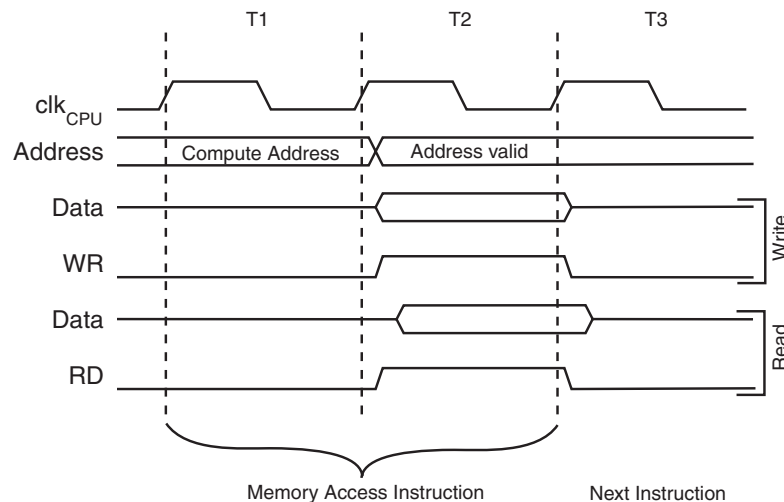 T1 T2 T3
clkCPU
Address Compute Address Address valid
Data
WR
Write
Data
RD
Read
Memory Access Instruction Next Instruction